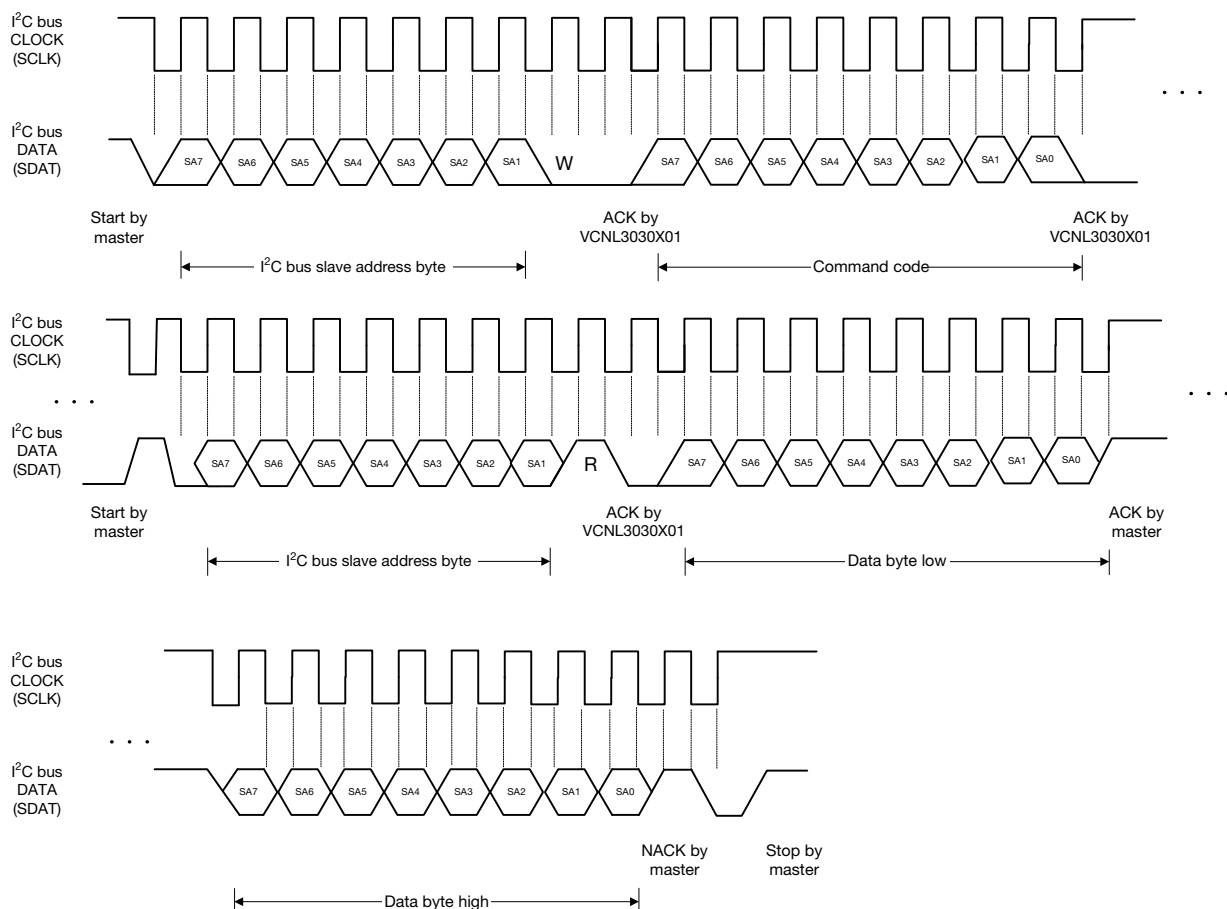 I²C bus
CLOCK
(SCLK)
. . .
I²C bus
DATA
(SDAT)
SA7 SA6 SA5 SA4 SA3 SA2 SA1 W SA7 SA6 SA5 SA4 SA3 SA2 SA1 SA0
Start by
master
ACK by
VCNL3030X01
ACK by
VCNL3030X01
I²C bus slave address byte
Command code
I²C bus
CLOCK
(SCLK)
. . .
. . .
I²C bus
DATA
(SDAT)
SA7 SA6 SA5 SA4 SA3 SA2 SA1 R SA7 SA6 SA5 SA4 SA3 SA2 SA1 SA0
Start by
master
ACK by
VCNL3030X01
ACK by
master
I²C bus slave address byte
Data byte low
I²C bus
CLOCK
(SCLK)
. . .
I²C bus
DATA
(SDAT)
SA7 SA6 SA5 SA4 SA3 SA2 SA1 SA0
NACK by
master
Stop by
master
Data byte high